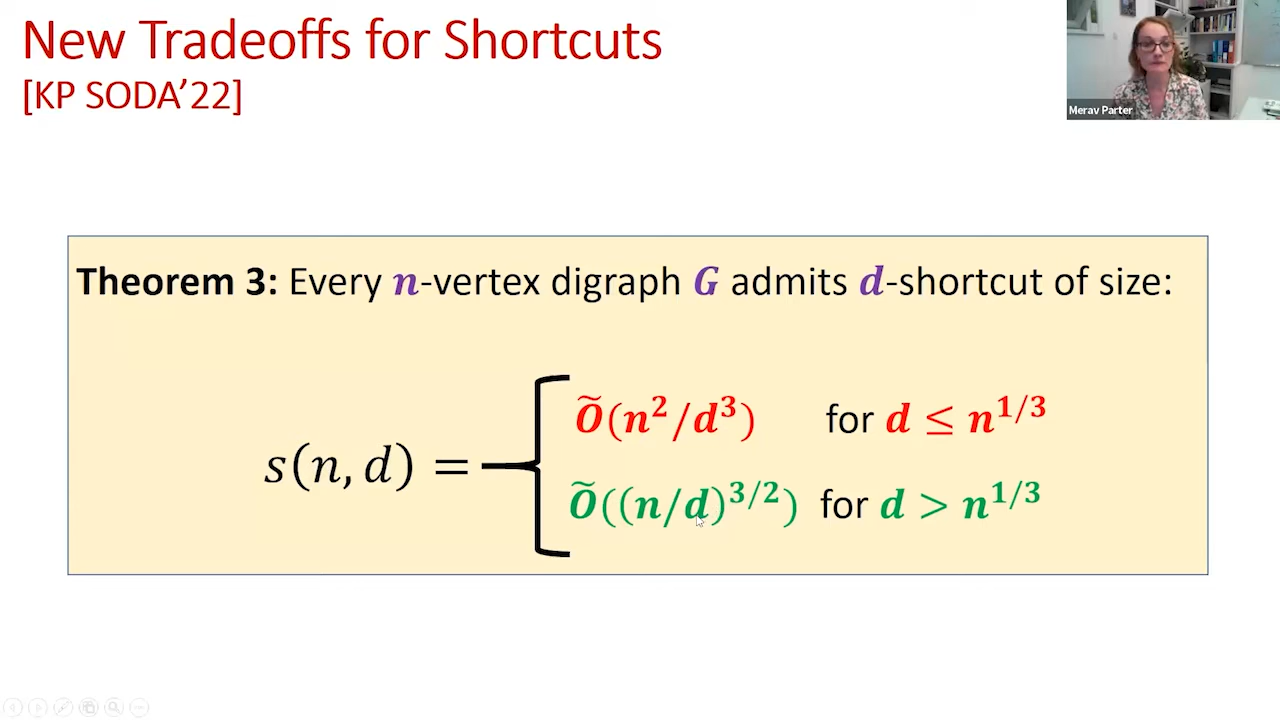 New Tradeoffs for Shortcuts
[KP SODA'22]
Merav Parter
Theorem 3: Every n-vertex digraph G admits d-shortcut of size:
Õ(n²/d³) for d ≤ n^{1/3}
s(n, d) =
Õ((n/d)^{3/2}) for d > n^{1/3}